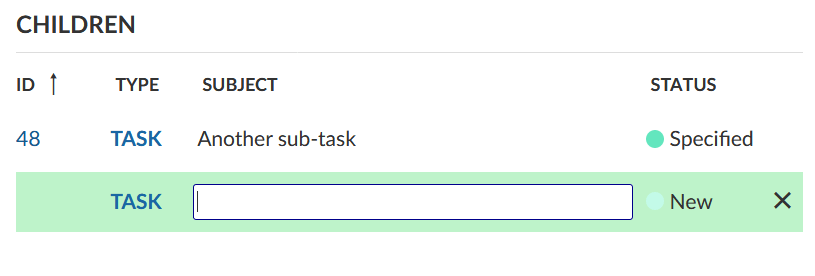 CHILDREN
ID ↑ TYPE SUBJECT STATUS
48 TASK Another sub-task Specified
TASK New